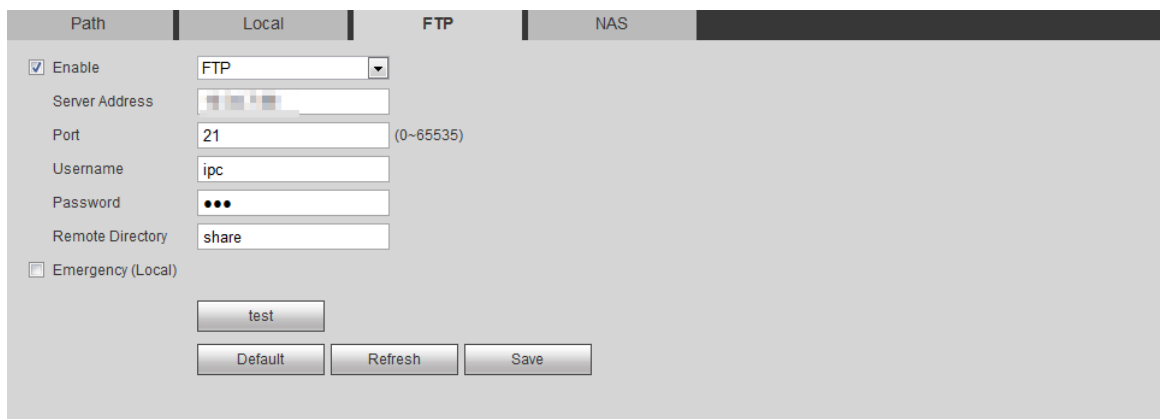 Path Local FTP NAS
Enable FTP
Server Address
Port 21 (0~65535)
Username ipc
Password ●●●
Remote Directory share
Emergency (Local)
test
Default Refresh Save